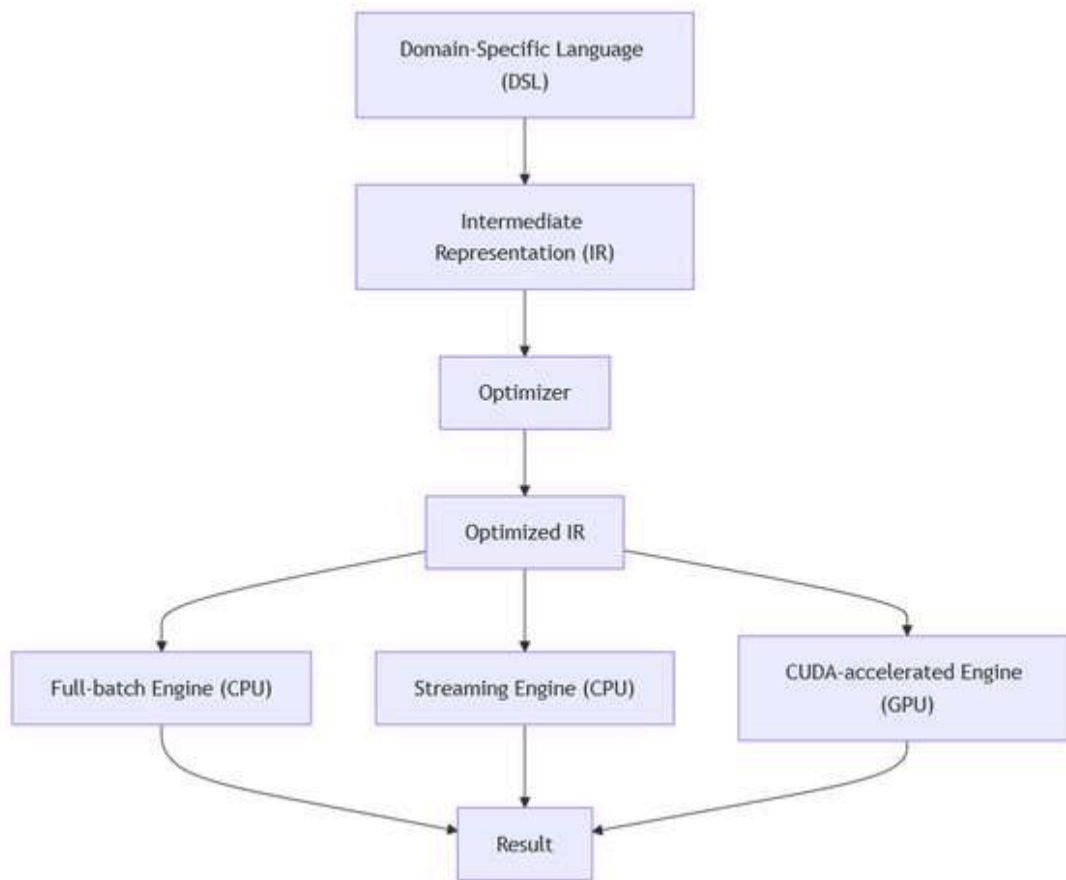 Domain-Specific Language
(DSL)
Intermediate
Representation (IR)
Optimizer
Optimized IR
Full-batch Engine (CPU)
Streaming Engine (CPU)
CUDA-accelerated Engine
(GPU)
Result